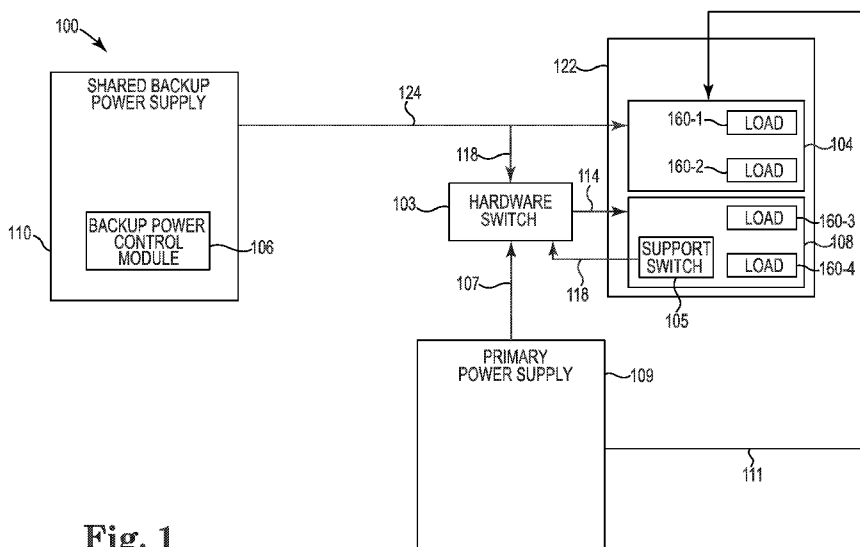 100
SHARED BACKUP
POWER SUPPLY
BACKUP POWER
CONTROL
MODULE
110
106
124
118
103
HARDWARE
SWITCH
114
107
122
160-1
LOAD
104
160-2
LOAD
LOAD
160-3
108
SUPPORT
SWITCH
LOAD
160-4
118
105
PRIMARY
POWER SUPPLY
109
111
Fig. 1